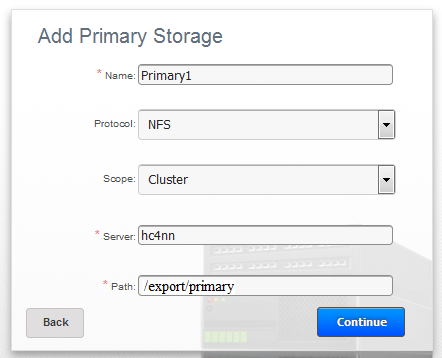 Add Primary Storage
* Name: Primary1
Protocol: NFS
Scope: Cluster
* Server: hc4nn
* Path: /export/primary
Back Continue